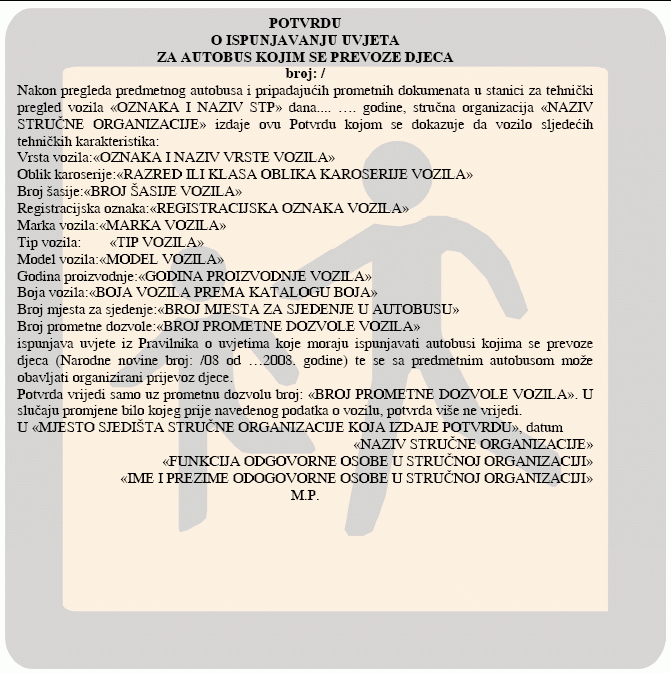 POTVRDU
O ISPUNJAVANJU UVJETA
ZA AUTOBUS KOJIM SE PREVOZE DJECA
broj: /
Nakon pregleda predmetnog autobusa i pripadajućih prometnih dokumenata u stanici za tehnički
pregled vozila «OZNAKA I NAZIV STP» dana.... …. godine, stručna organizacija «NAZIV
STRUČNE ORGANIZACIJE» izdaje ovu Potvrdu kojom se dokazuje da vozilo sljedećih
tehničkih karakteristika:
Vrsta vozila:«OZNAKA I NAZIV VRSTE VOZILA»
Oblik karoserije:«RAZRED ILI KLASA OBLIKA KAROSERIJE VOZILA»
Broj šasije:«BROJ ŠASIJE VOZILA»
Registracijska oznaka:«REGISTRACIJSKA OZNAKA VOZILA»
Marka vozila:«MARKA VOZILA»
Tip vozila: «TIP VOZILA»
Model vozila:«MODEL VOZILA»
Godina proizvodnje:«GODINA PROIZVODNJE VOZILA»
Boja vozila:«BOJA VOZILA PREMA KATALOGU BOJA»
Broj mjesta za sjedenje:«BROJ MJESTA ZA SJEDENJE U AUTOBUSU»
Broj prometne dozvole:«BROJ PROMETNE DOZVOLE VOZILA»
ispunjava uvjete iz Pravilnika o uvjetima koje moraju ispunjavati autobusi kojima se prevoze
djeca (Narodne novine broj: /08 od …2008. godine) te se sa predmetnim autobusom može
obavljati organizirani prijevoz djece.
Potvrda vrijedi samo uz prometnu dozvolu broj: «BROJ PROMETNE DOZVOLE VOZILA». U
slučaju promjene bilo kojeg prije navedenog podatka o vozilu, potvrda više ne vrijedi.
U «MJESTO SJEDIŠTA STRUČNE ORGANIZACIJE KOJA IZDAJE POTVRDU», datum
«NAZIV STRUČNE ORGANIZACIJE»
«FUNKCIJA ODGOVORNE OSOBE U STRUČNOJ ORGANIZACIJI»
«IME I PREZIME ODOGOVORNE OSOBE U STRUČNOJ ORGANIZACIJI»
M.P.